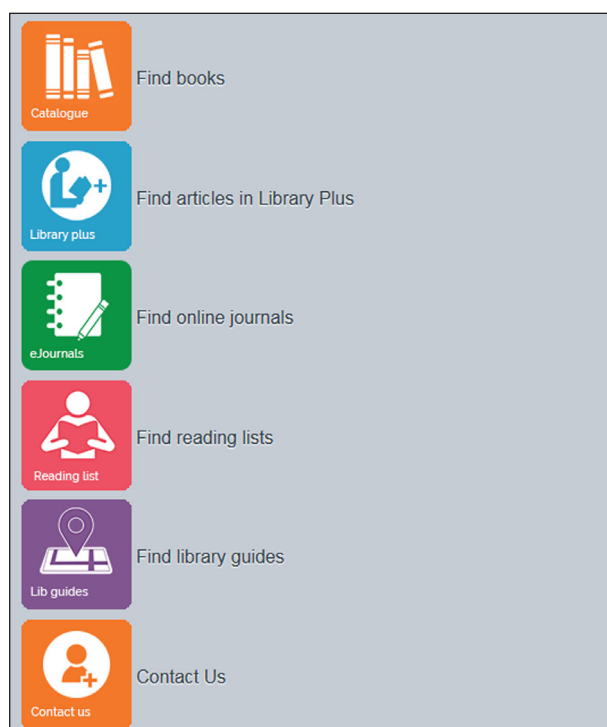 Catalogue
Find books
Library plus
Find articles in Library Plus
eJournals
Find online journals
Reading list
Find reading lists
Lib guides
Find library guides
Contact us
Contact Us